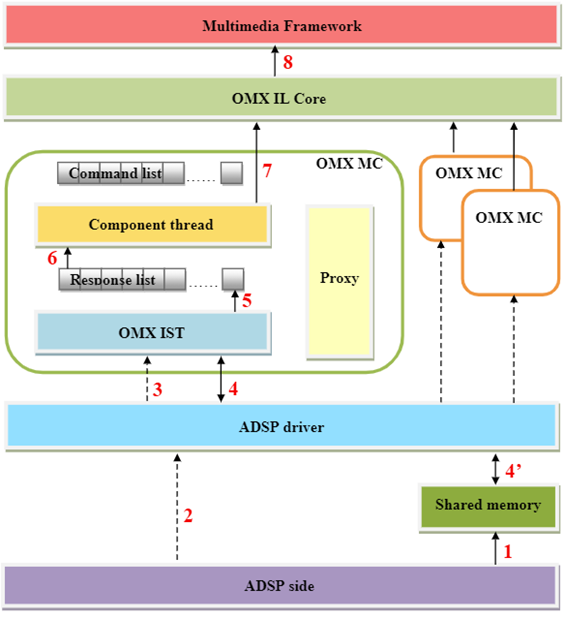 Multimedia Framework
8
OMX IL Core
7
OMX MC
Command list
......
OMX MC
Component thread
OMX MC
6
Response list
......
5
Proxy
OMX IST
3
4
ADSP driver
4’
2
Shared memory
1
ADSP side